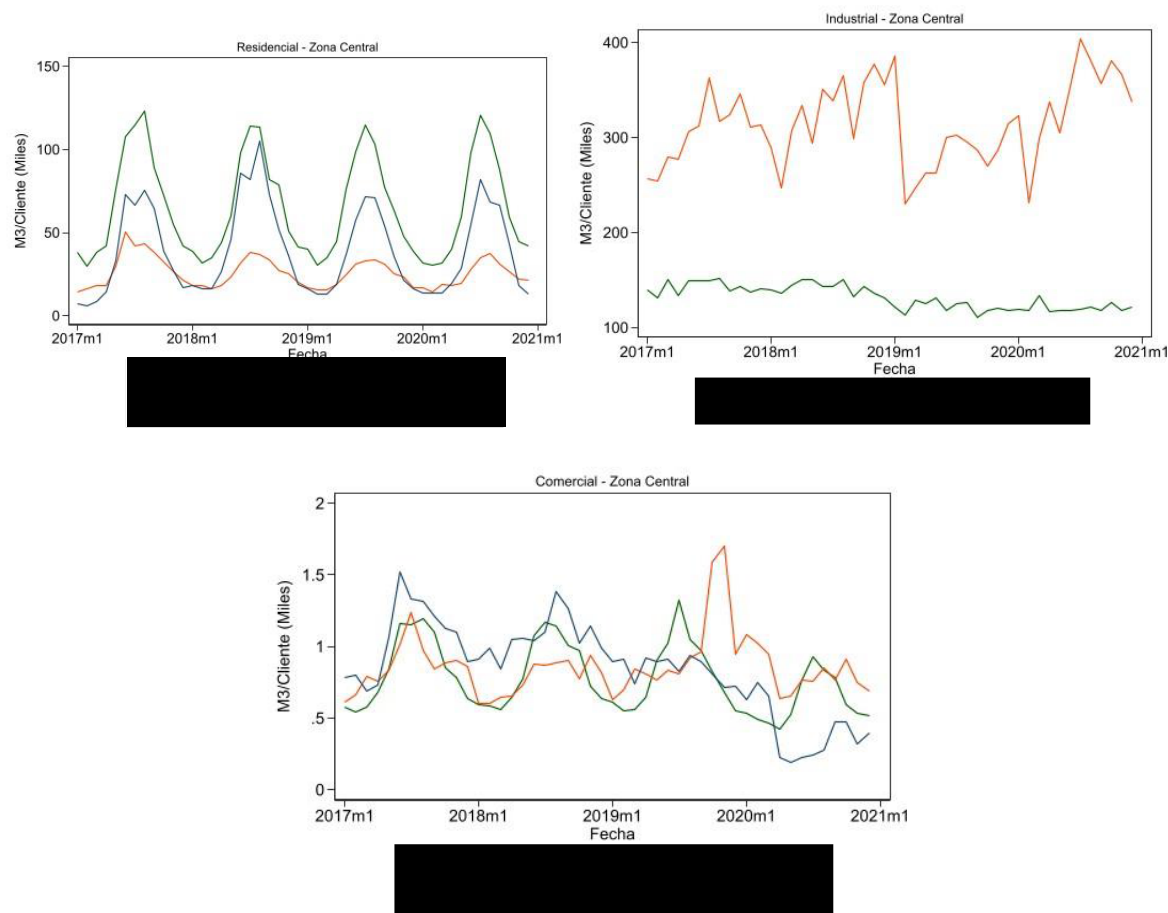 Residencial - Zona Central
M3/Cliente (Miles)
150
100
50
0
2017m1 2018m1 2019m1 2020m1 2021m1
Fecha
Industrial - Zona Central
M3/Cliente (Miles)
400
300
200
100
2017m1 2018m1 2019m1 2020m1 2021m1
Fecha
Comercial - Zona Central
M3/Cliente (Miles)
2
1.5
1
.5
0
2017m1 2018m1 2019m1 2020m1 2021m1
Fecha